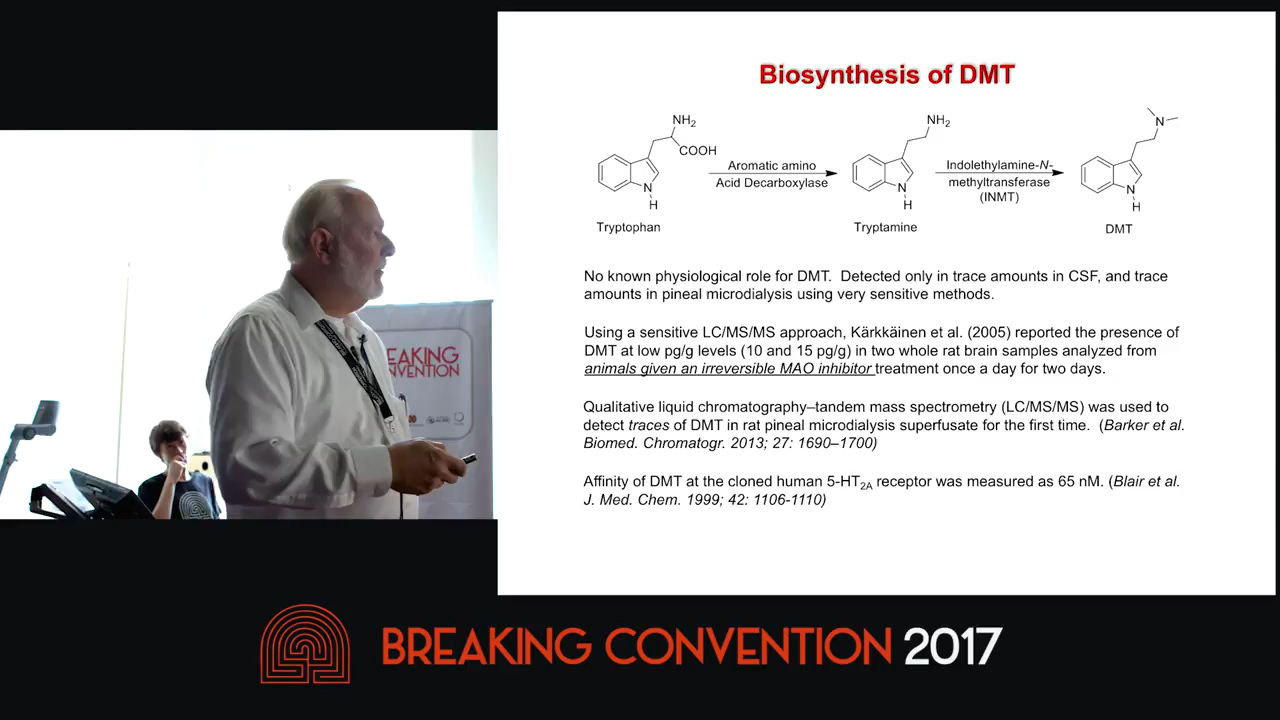 Biosynthesis of DMT
NH2
COOH
N
H
Tryptophan
Aromatic amino
Acid Decarboxylase
NH2
N
H
Tryptamine
Indolethylamine-N-
methyltransferase
(INMT)
N
N
H
DMT
No known physiological role for DMT. Detected only in trace amounts in CSF, and trace
amounts in pineal microdialysis using very sensitive methods.
Using a sensitive LC/MS/MS approach, Kärkkäinen et al. (2005) reported the presence of
DMT at low pg/g levels (10 and 15 pg/g) in two whole rat brain samples analyzed from
animals given an irreversible MAO inhibitor treatment once a day for two days.
Qualitative liquid chromatography–tandem mass spectrometry (LC/MS/MS) was used to
detect traces of DMT in rat pineal microdialysis superfusate for the first time. (Barker et al.
Biomed. Chromatogr. 2013; 27: 1690–1700)
Affinity of DMT at the cloned human 5-HT2A receptor was measured as 65 nM. (Blair et al.
J. Med. Chem. 1999; 42: 1106-1110)
EAKING
NVENTION
BREAKING CONVENTION 2017